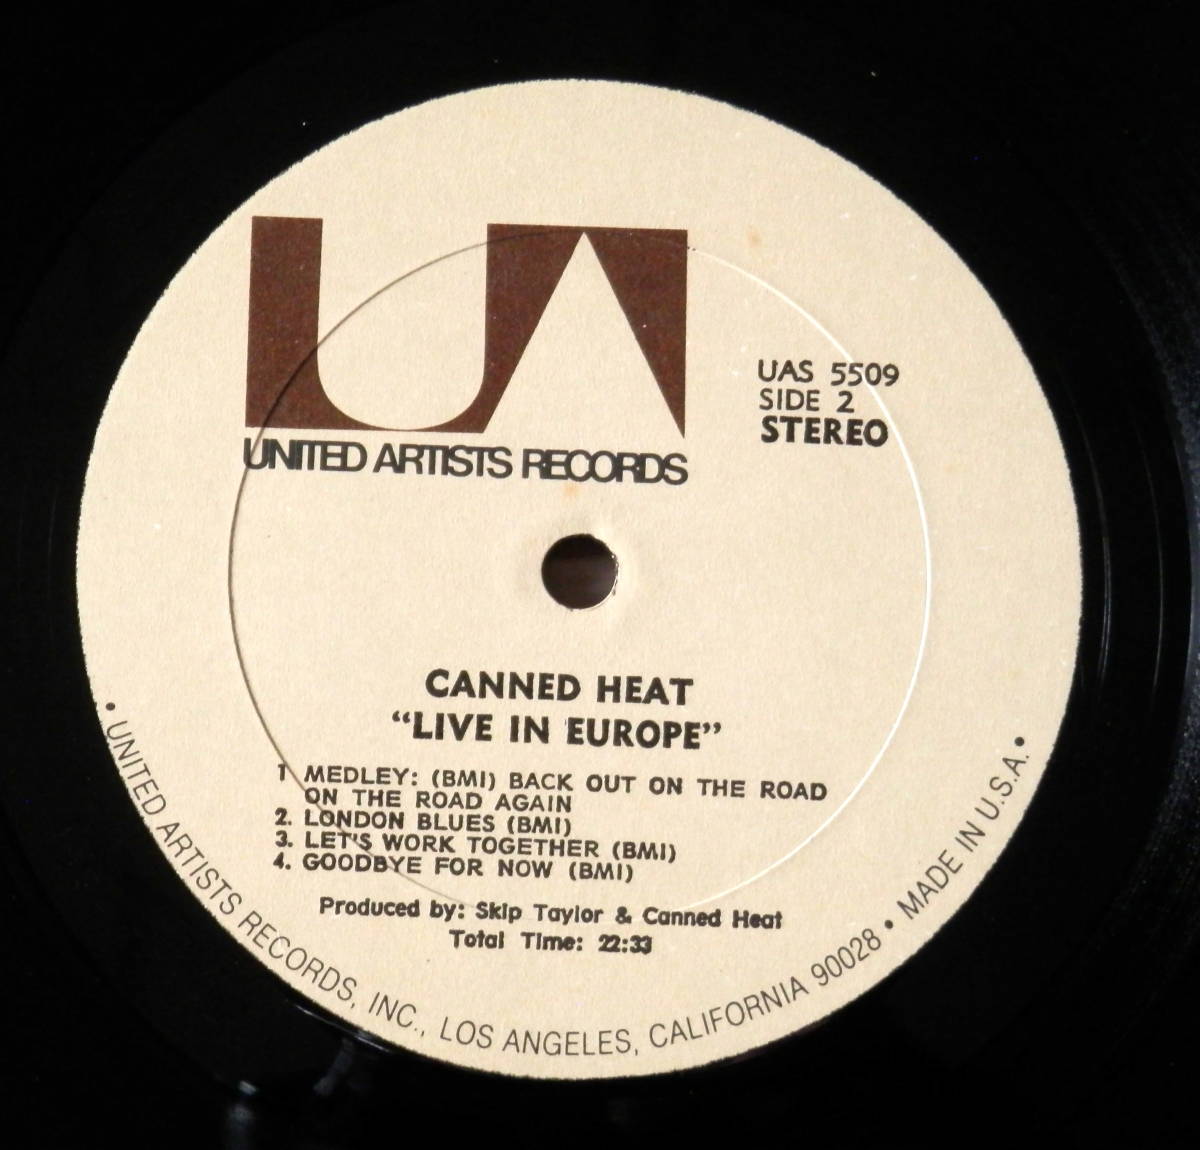 UA
UNITED ARTISTS RECORDS
UAS 5509
SIDE 2
STEREO
CANNED HEAT
“LIVE IN EUROPE”
1 MEDLEY: (BMI) BACK OUT ON THE ROAD
ON THE ROAD AGAIN
2. LONDON BLUES (BMI)
3. LET'S WORK TOGETHER (BMI)
4. GOODBYE FOR NOW (BMI)
Produced by: Skip Taylor & Canned Heat
Total Time: 22:33
• UNITED ARTISTS RECORDS, INC., LOS ANGELES, CALIFORNIA 90028 • MADE IN U.S.A. •